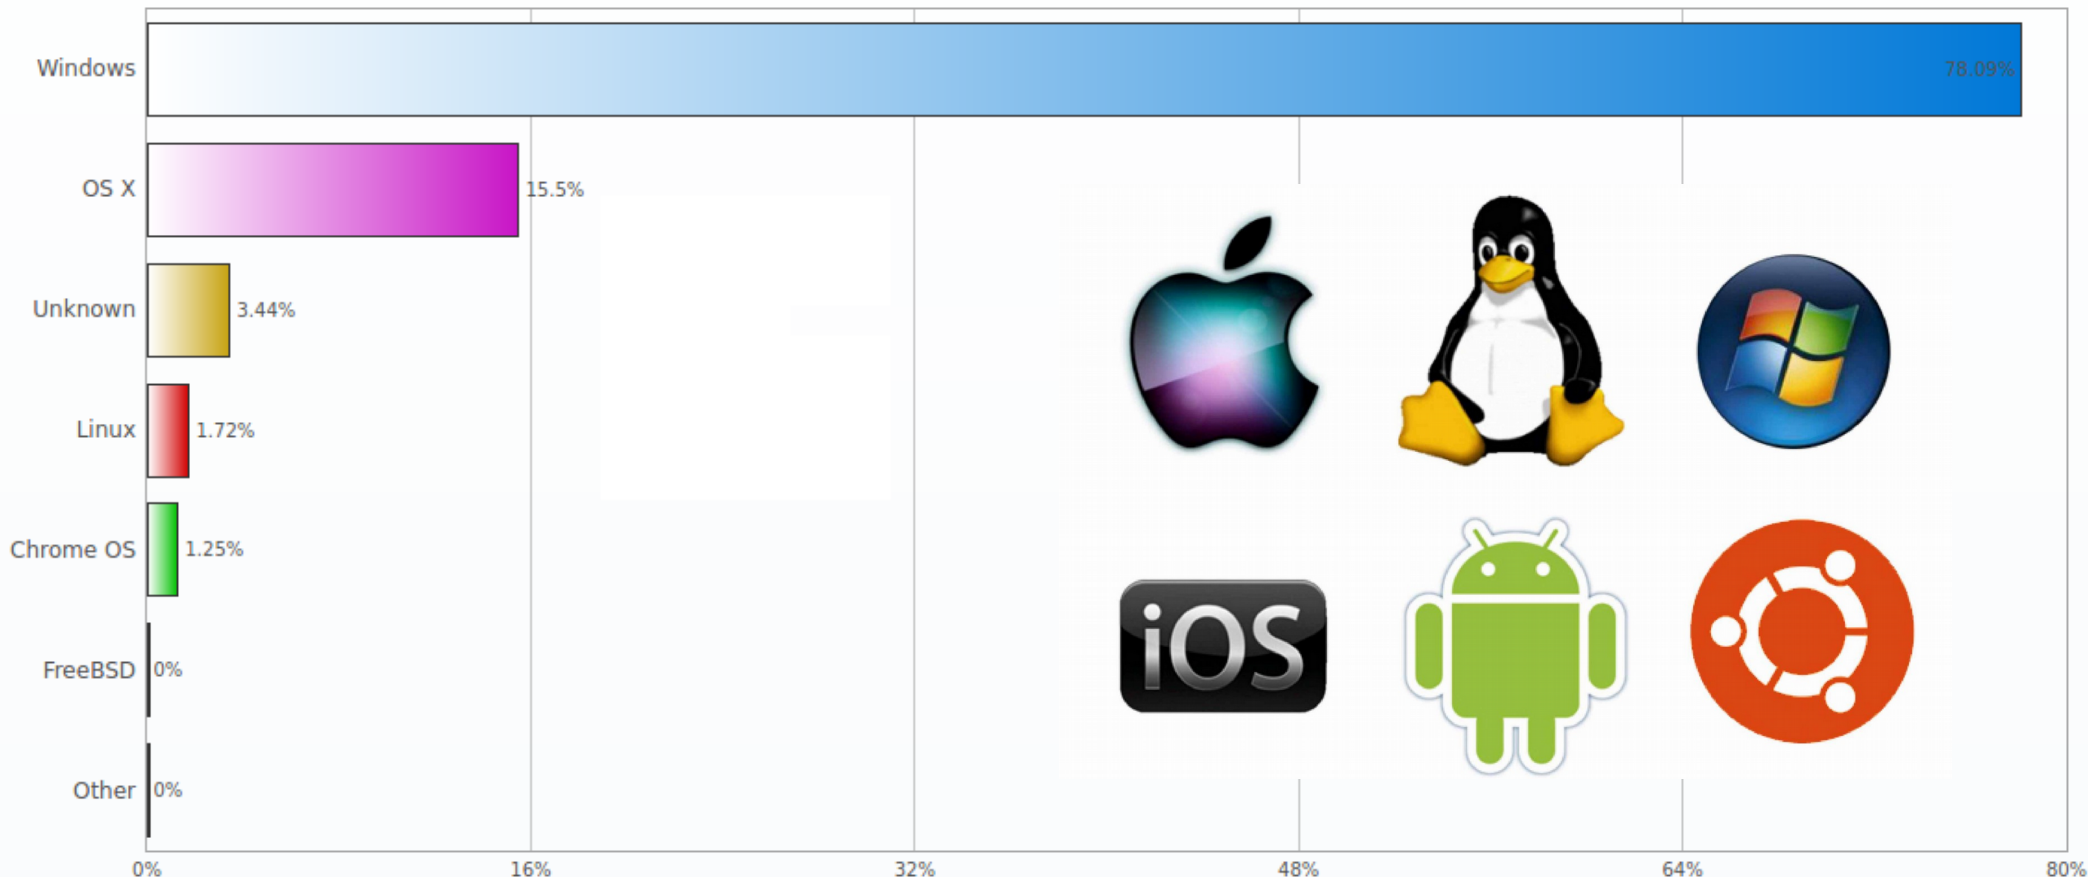 Windows 78.09%
OS X 15.5%
Unknown 3.44%
Linux 1.72%
Chrome OS 1.25%
FreeBSD 0%
Other 0%
iOS
0% 16% 32% 48% 64% 80%